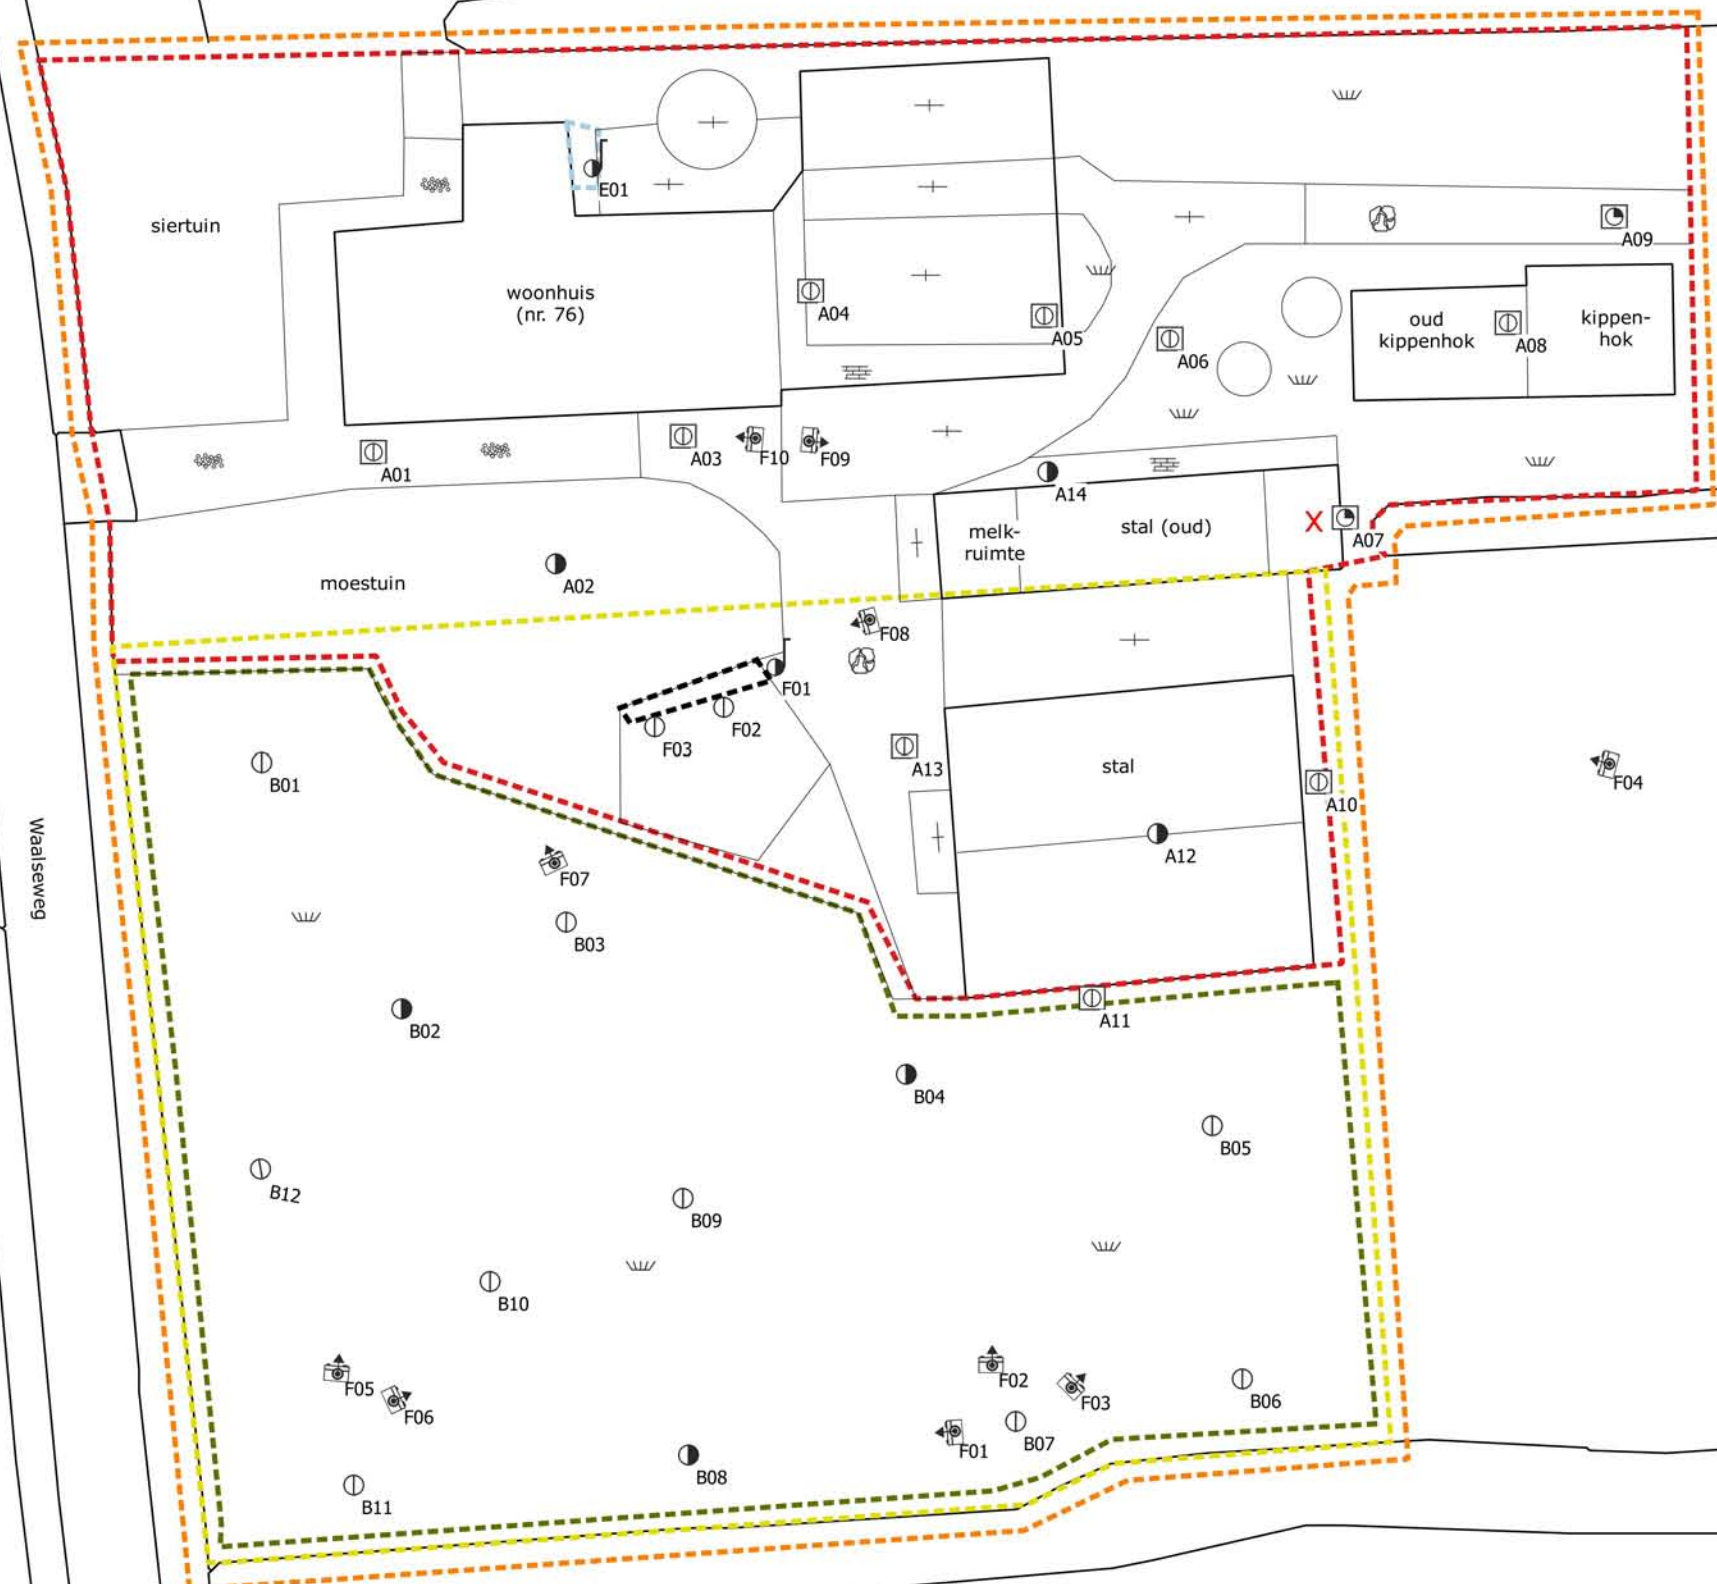 E01
siertuin
A09
woonhuis
(nr. 76)
A04
A05
A06
oud
kippenhok
A08
kippen-
hok
A01
A03
F10
F09
A14
melk-
ruimte
stal (oud)
X
A07
moestuin
A02
F08
F01
F02
F03
A13
stal
A10
F04
B01
A12
Waalseweg
F07
B03
B02
A11
B04
B05
B12
B09
B10
F05
F06
F02
F03
B06
F01
B07
B08
B11